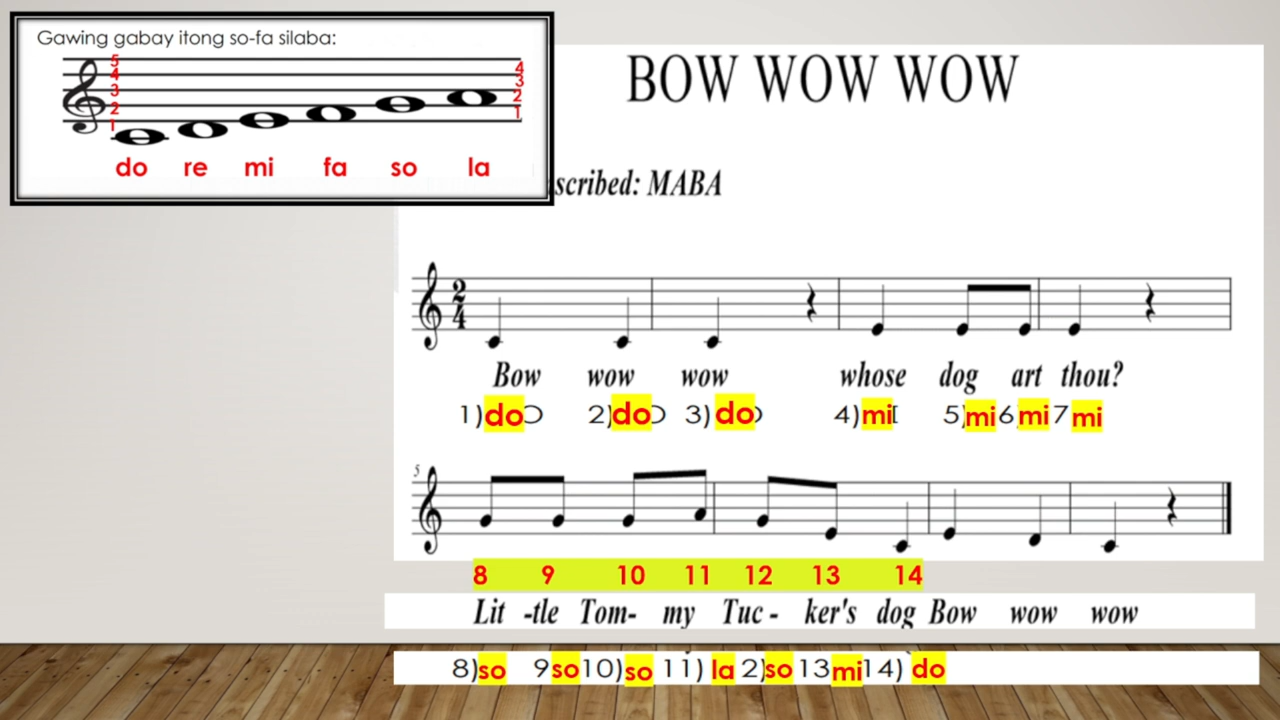 Gawing gabay itong so-fa silaba:
5
4
3
2
1
4
3
2
1
do re mi fa so la
BOW WOW WOW
scribed: MABA
2
4
Bow wow wow whose dog art thou?
1) do 2) do 3) do 4) mi 5) mi 6 mi 7 mi
5
8 9 10 11 12 13 14
Lit -tle Tom- my Tuc - ker's dog Bow wow wow
8) so 9 so 10) so 11) la 2) so 13 mi 14) do